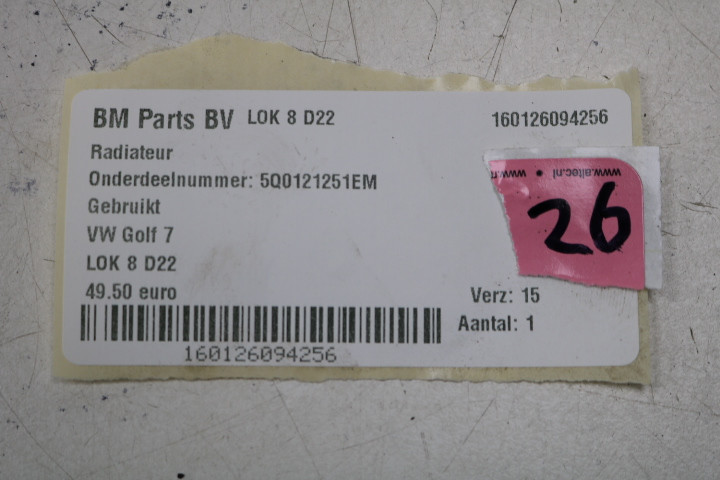 BM Parts BV LOK 8 D22 160126094256
Radiateur
Onderdeelnummer: 5Q0121251EM
Gebruikt
VW Golf 7
LOK 8 D22
49.50 euro
Verz: 15
Aantal: 1
160126094256
www.altec.nl • www.
26